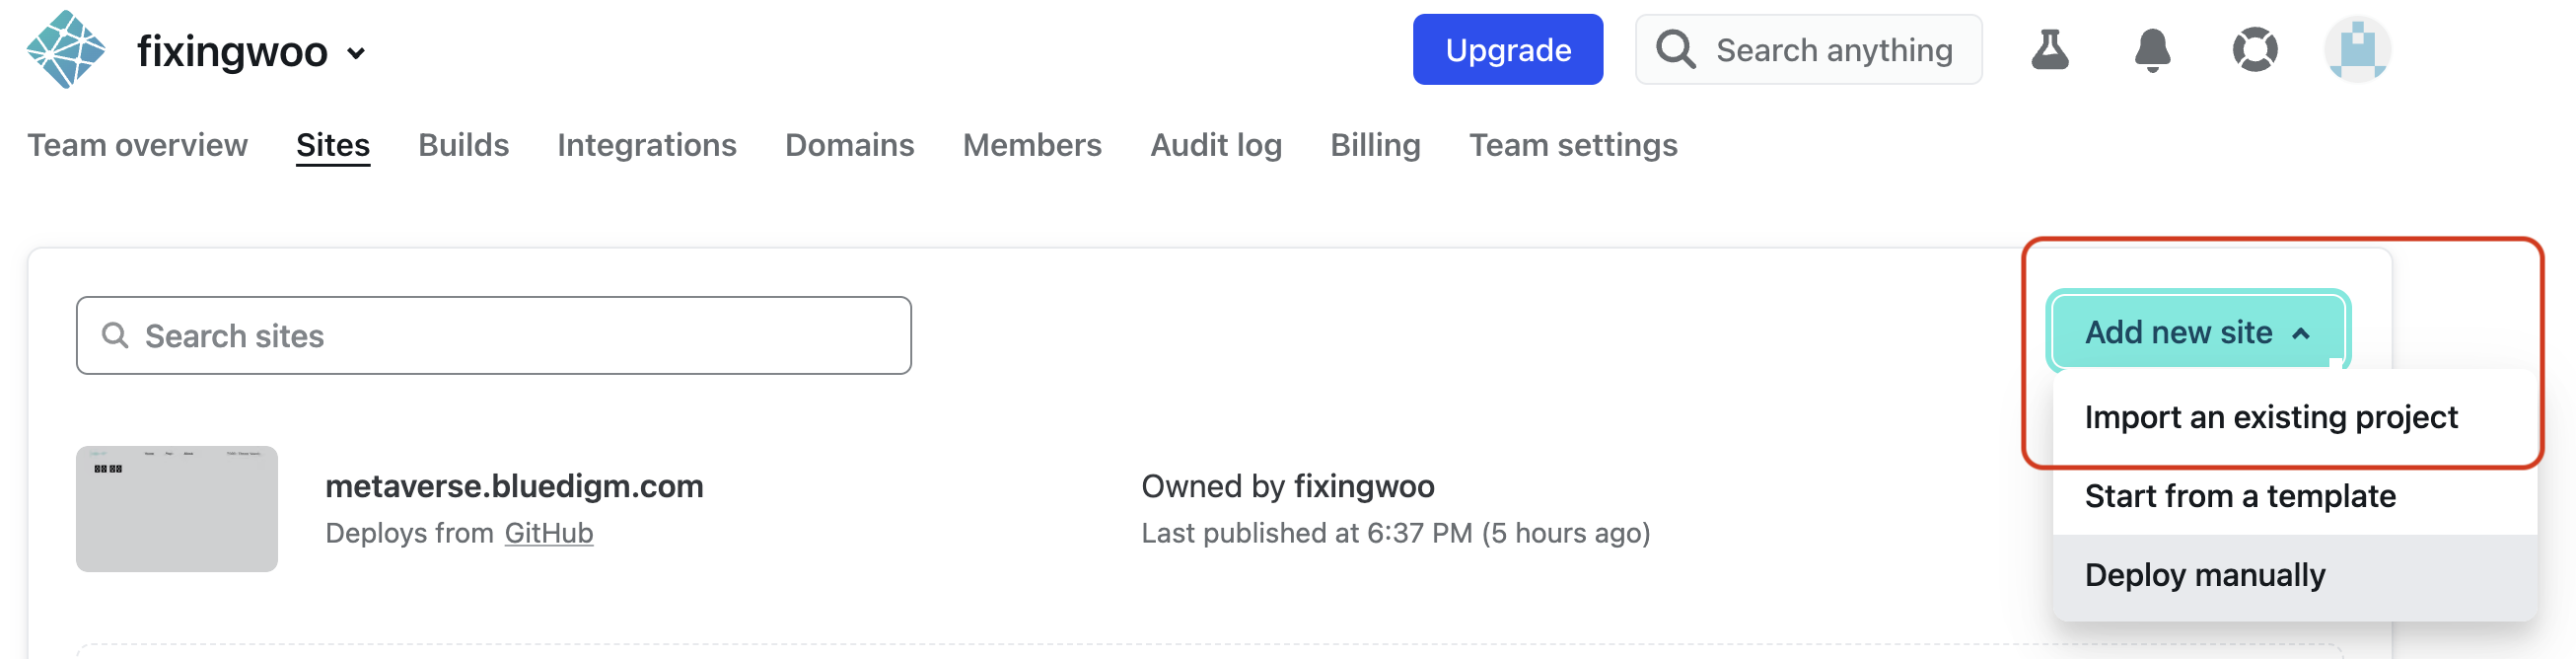 fixingwoo
Upgrade
Search anything
Team overview
Sites
Builds
Integrations
Domains
Members
Audit log
Billing
Team settings
Search sites
Add new site
Import an existing project
Start from a template
Deploy manually
metaverse.bluedigm.com
Deploys from GitHub
Owned by fixingwoo
Last published at 6:37 PM (5 hours ago)